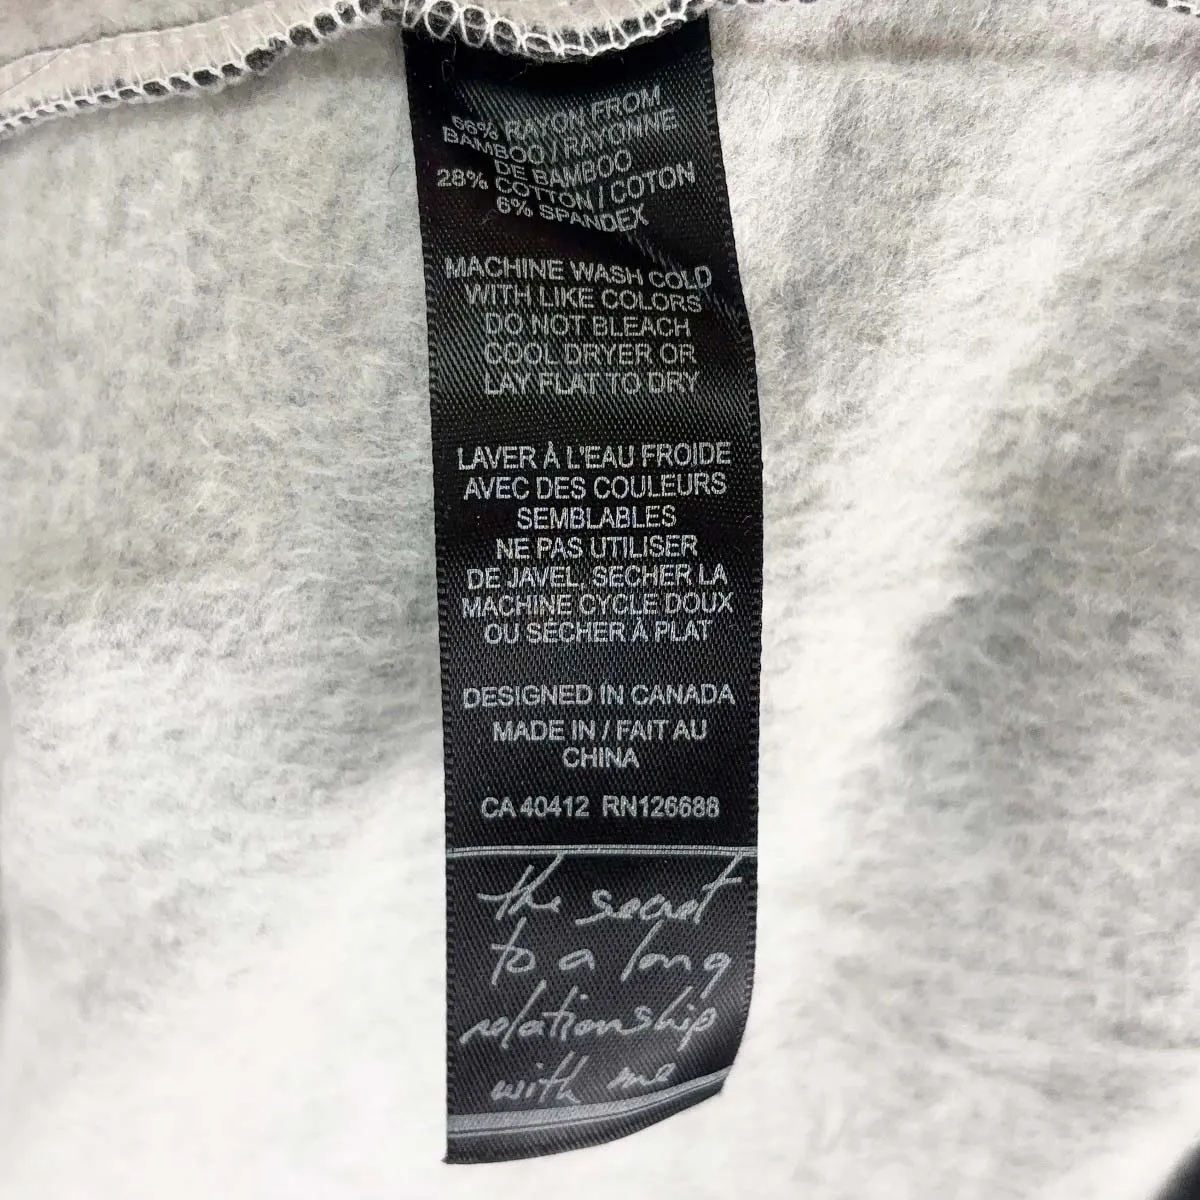 66% RAYON FROM
BAMBOO / RAYONNE
DE BAMBOO
28% COTTON / COTON
6% SPANDEX
MACHINE WASH COLD
WITH LIKE COLORS
DO NOT BLEACH
COOL DRYER OR
LAY FLAT TO DRY
LAVER À L'EAU FROIDE
AVEC DES COULEURS
SEMBLABLES
NE PAS UTILISER
DE JAVEL, SECHER LA
MACHINE CYCLE DOUX
OU SECHER À PLAT
DESIGNED IN CANADA
MADE IN / FAIT AU
CHINA
CA 40412 RN126688
the secret
to a long
relationship
with me